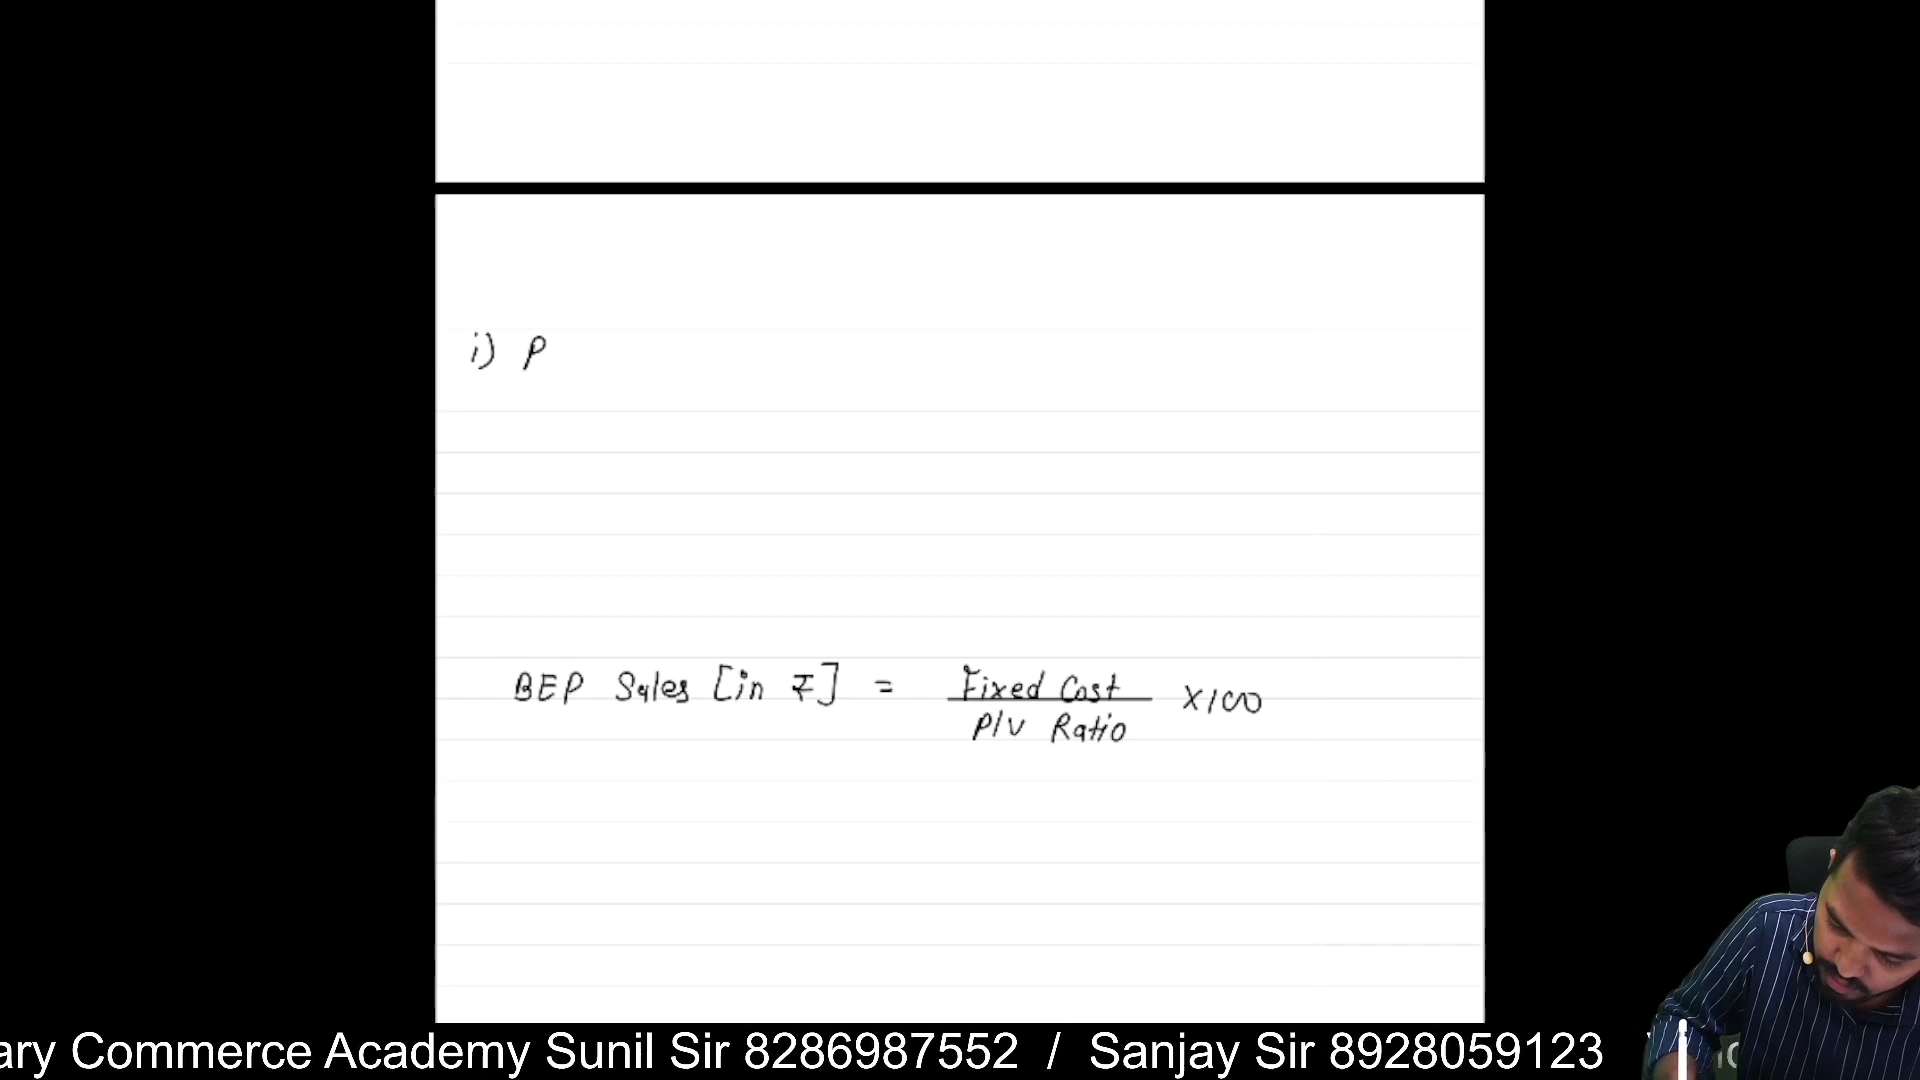 i) P
BEP Sales [in ₹] = Fixed Cost X100
P/V Ratio
ary Commerce Academy Sunil Sir 8286987552 / Sanjay Sir 8928059123